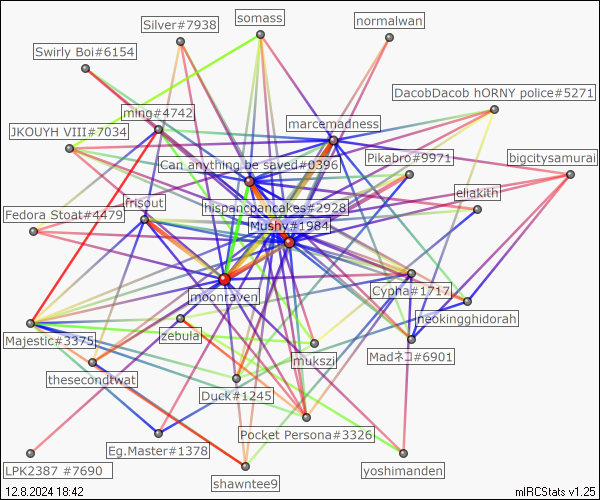 somass
Silver#7938
normalwan
Swirly Boi#6154
DacobDacob hORNY police#5271
ming#4742
marcemadness
JKOUYH VIII#7034
Pikabro#9971
bigcitysamurai
Can anything be saved#0396
eliakith
frisout
hispancpancakes#2928
Fedora Stoat#4479
Mushy#1984
Cypha#1717
moonraven
neokingghidorah
zebula
Majestic#3375
mukszi
Madネコ#6901
thesecondtwat
Duck#1245
Pocket Persona#3326
Eg.Master#1378
LPK2387 #7690
yoshimanden
shawntee9
12.8.2024 18:42
mIRCStats v1.25